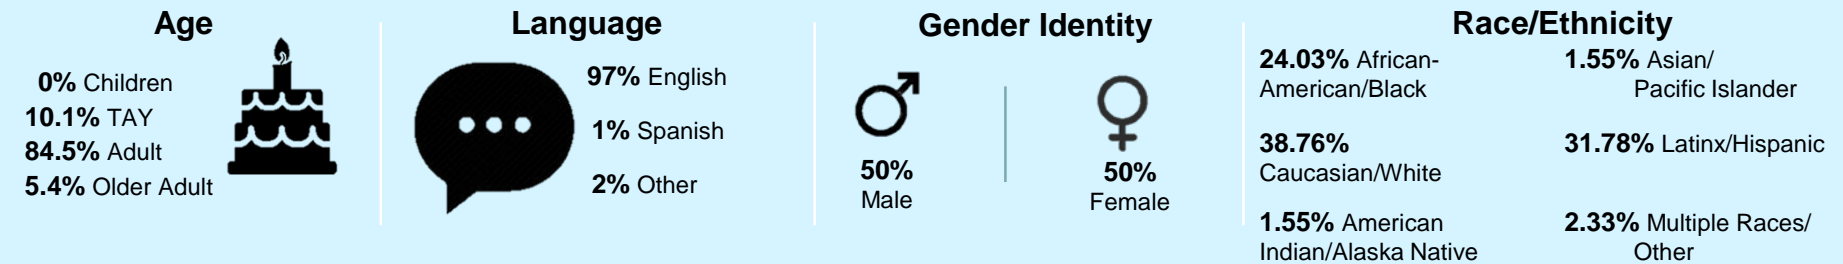 Age
0% Children
10.1% TAY
84.5% Adult
5.4% Older Adult
Language
97% English
1% Spanish
2% Other
Gender Identity
50%
Male
50%
Female
Race/Ethnicity
24.03% African-
American/Black
38.76%
Caucasian/White
1.55% American
Indian/Alaska Native
1.55% Asian/
Pacific Islander
31.78% Latinx/Hispanic
2.33% Multiple Races/
Other